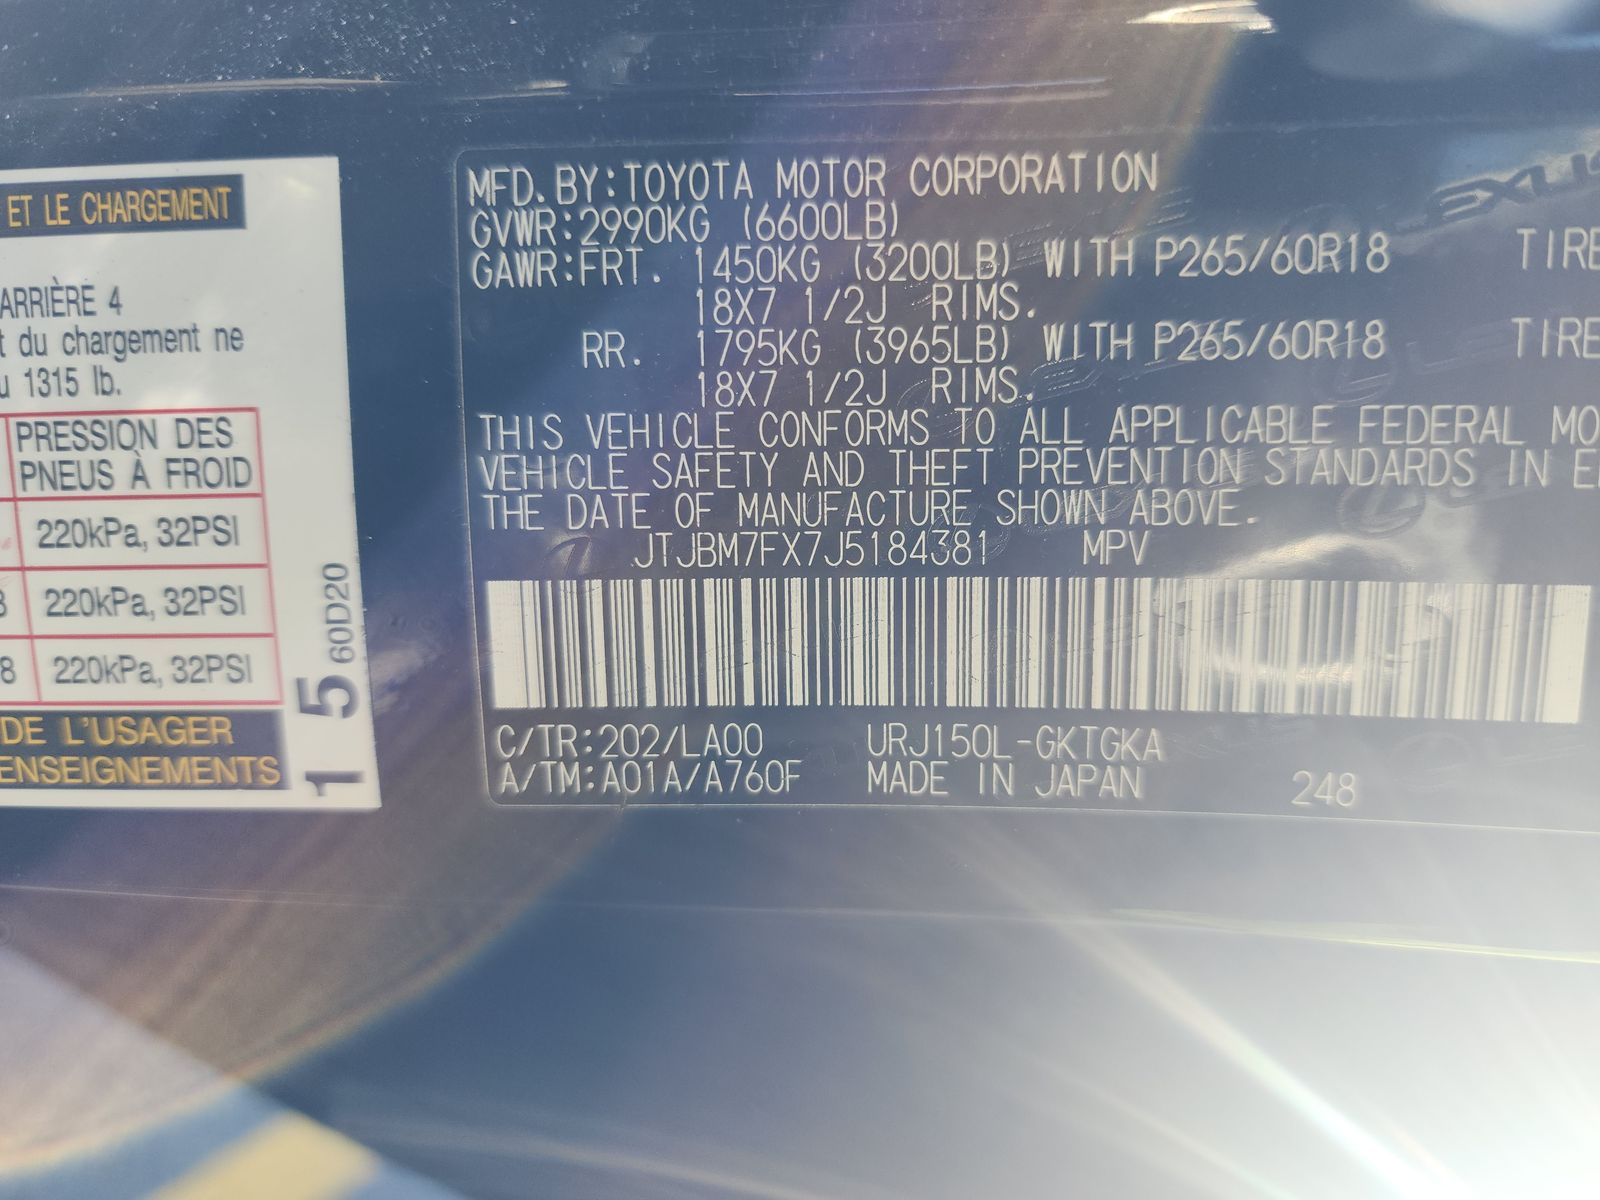 ET LE CHARGEMENT
ARRIÈRE 4
t du chargement ne
u 1315 lb.
PRESSION DES
PNEUS À FROID
220kPa, 32PSI
3 220kPa, 32PSI
8 220kPa, 32PSI
DE L'USAGER
ENSEIGNEMENTS
1 5 60D20
MFD.BY:TOYOTA MOTOR CORPORATION
GVWR:2990KG (6600LB)
GAWR:FRT. 1450KG (3200LB) WITH P265/60R18 TIRE
18X7 1/2J RIMS.
RR. 1795KG (3965LB) WITH P265/60R18 TIRE
18X7 1/2J RIMS.
THIS VEHICLE CONFORMS TO ALL APPLICABLE FEDERAL MO
VEHICLE SAFETY AND THEFT PREVENTION STANDARDS IN E
THE DATE OF MANUFACTURE SHOWN ABOVE.
JTJBM7FX7J5184381 MPV
C/TR:202/LA00 URJ150L-GKTGKA
A/TM:A01A/A760F MADE IN JAPAN 248